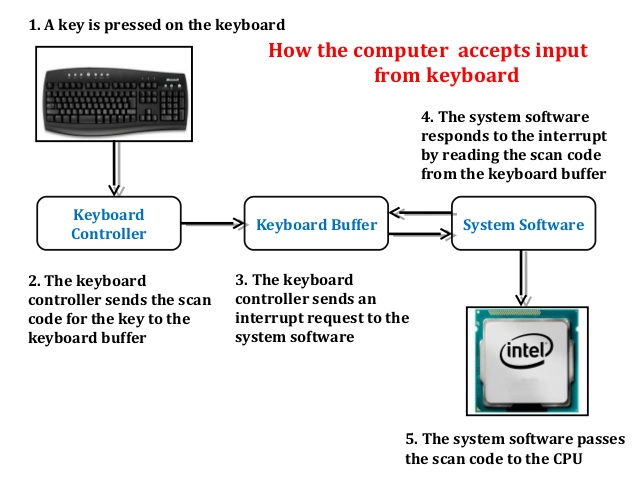 1. A key is pressed on the keyboard
How the computer accepts input
from keyboard
4. The system software
responds to the interrupt
by reading the scan code
from the keyboard buffer
Keyboard
Controller
Keyboard Buffer
System Software
2. The keyboard
controller sends the scan
code for the key to the
keyboard buffer
3. The keyboard
controller sends an
interrupt request to the
system software
intel
5. The system software passes
the scan code to the CPU